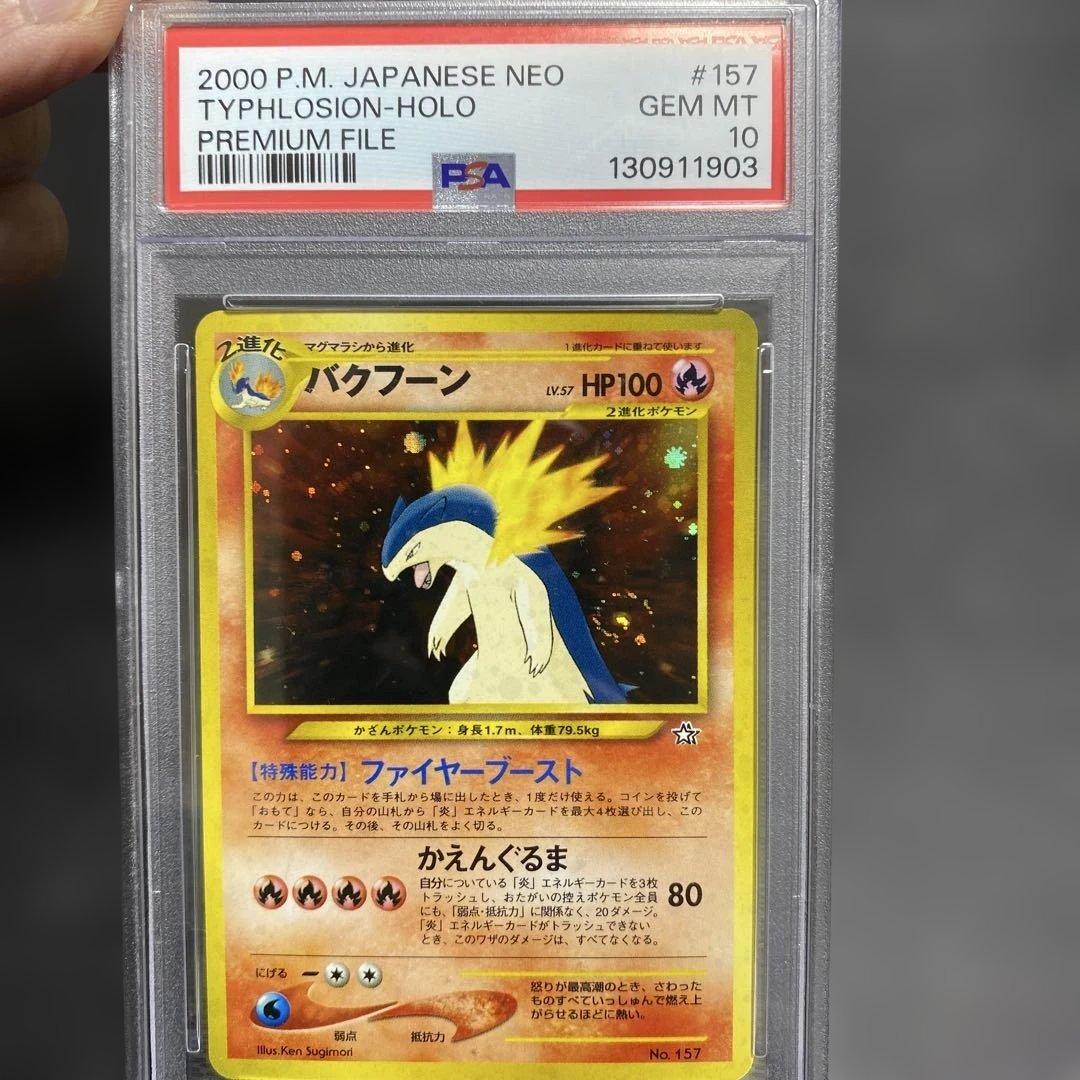 2000 P.M. JAPANESE NEO #157
TYPHLOSION-HOLO GEM MT
PREMIUM FILE 10
PSA 130911903
2進化
マグマラシから進化
1進化カードに重ねて使います
バクフーン LV.57 HP100
2進化ポケモン
かざんポケモン：身長1.7m、体重79.5kg
【特殊能力】ファイヤーブースト
この力は、このカードを手札から場に出したとき、1度だけ使える。コインを投げて
「おもて」なら、自分の山札から「炎」エネルギーカードを最大4枚選び出し、この
カードにつける。その後、その山札をよく切る。
かえんぐるま
自分についている「炎」エネルギーカードを3枚
トラッシュし、おたがいの控えポケモン全員
にも、「弱点・抵抗力」に関係なく、20ダメージ。
「炎」エネルギーカードがトラッシュできない
とき、このワザのダメージは、すべてなくなる。
80
にげる
弱点 抵抗力
怒りが最高潮のとき、さわった
ものすべていっしゅんで燃え上
がらせるほどに熱い。
Illus.Ken Sugimori No. 157